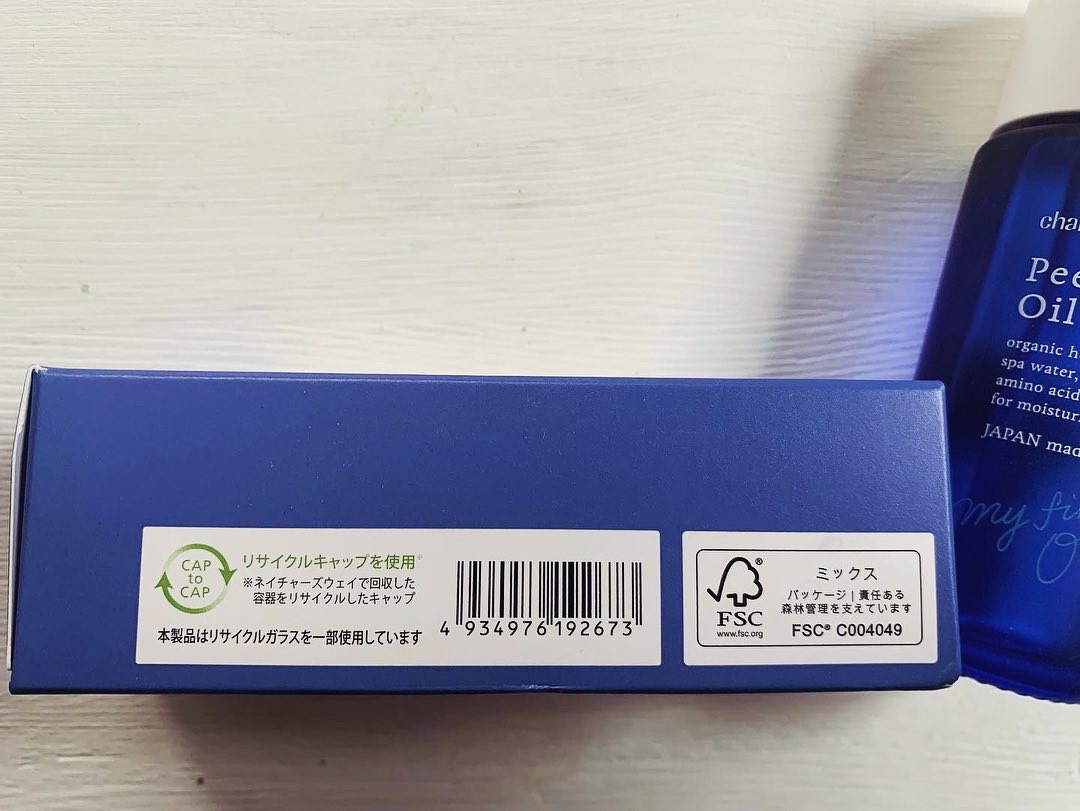 CAP
to
CAP
リサイクルキャップを使用※
※ネイチャーズウェイで回収した
容器をリサイクルしたキャップ
本製品はリサイクルガラスを一部使用しています
4 934976 192673
FSC®
www.fsc.org
ミックス
パッケージ | 責任ある
森林管理を支えています
FSC® C004049
Oil
organic
spa water,
amino acid
for
JAPAN
my